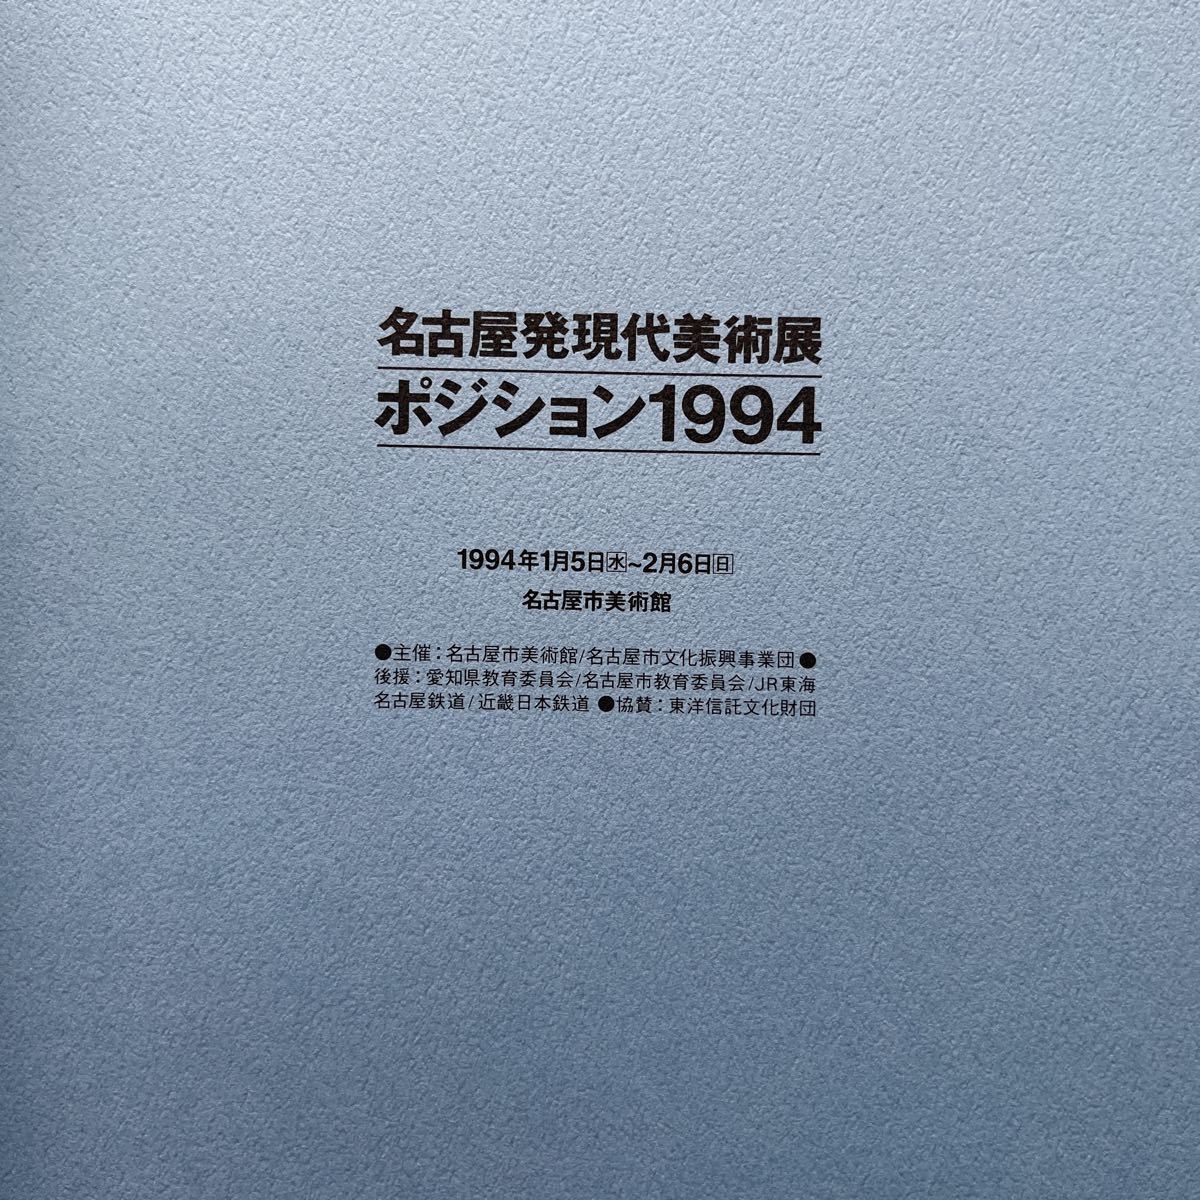 名古屋発現代美術展
ポジション1994
1994年1月5日㊌~2月6日㊐
名古屋市美術館
●主催：名古屋市美術館/名古屋市文化振興事業団●
後援：愛知県教育委員会/名古屋市教育委員会/JR東海
名古屋鉄道/近畿日本鉄道 ●協賛：東洋信託文化財団